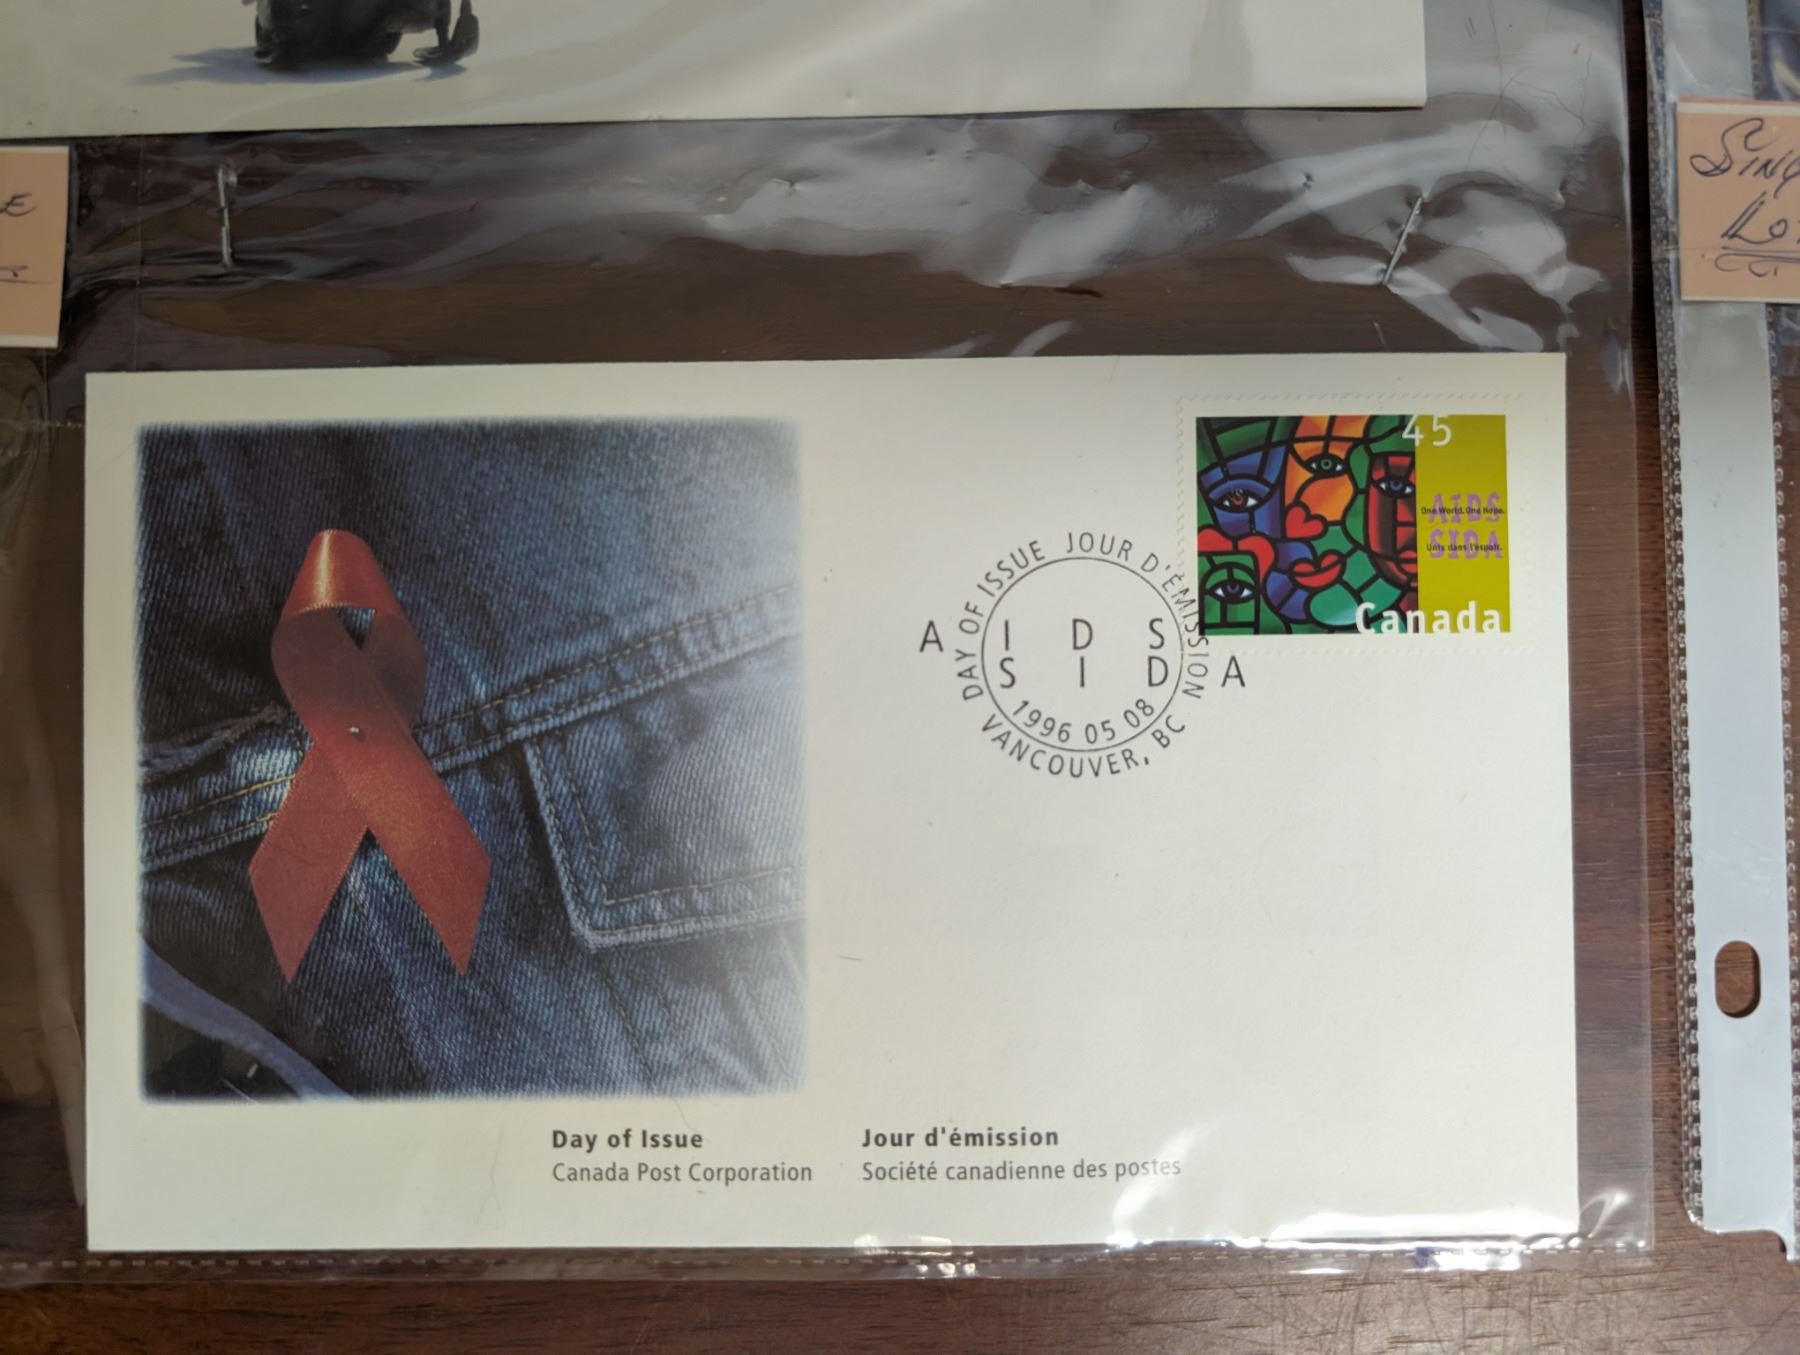 45
AIDS
One World. One Hope.
SIDA
Unis dans l'espoir.
Canada
DAY OF ISSUE JOUR D'ÉMISSION
A I D S
S I D A
1996 05 08
VANCOUVER, BC
Day of Issue
Canada Post Corporation
Jour d'émission
Société canadienne des postes